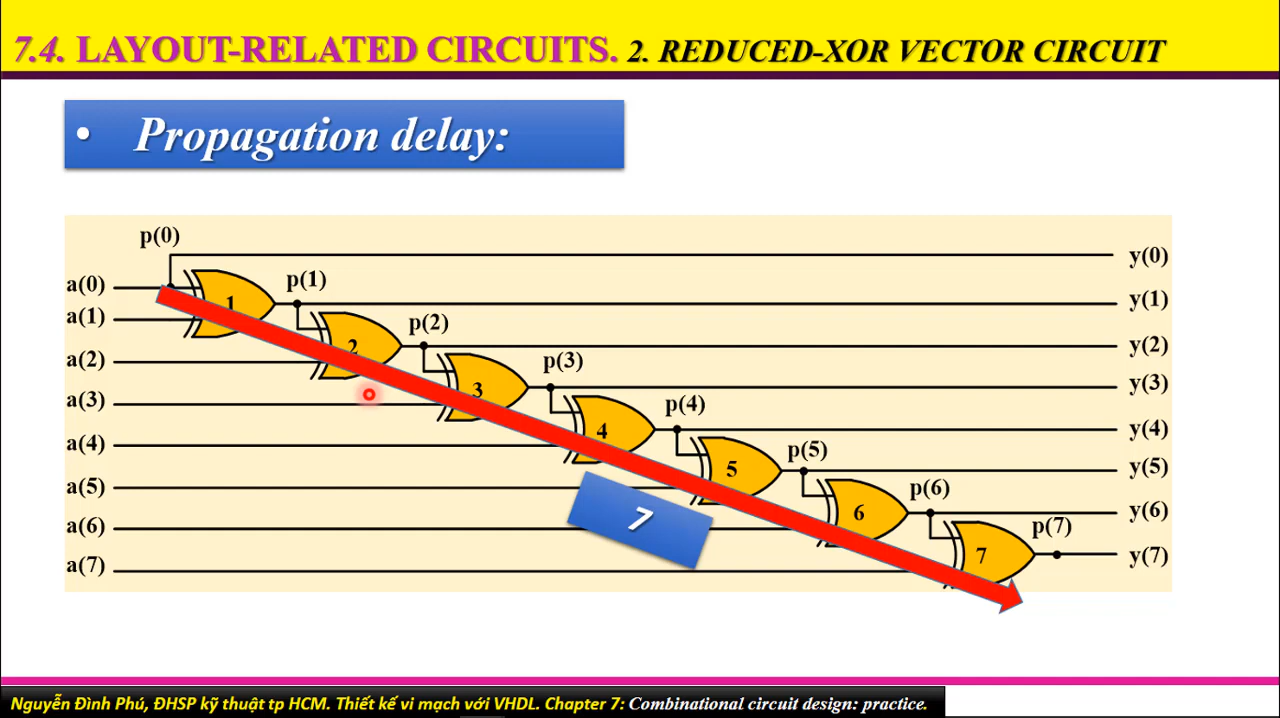 7.4. LAYOUT-RELATED CIRCUITS. 2. REDUCED-XOR VECTOR CIRCUIT
• Propagation delay:
p(0)
y(0)
a(0)
1
p(1)
y(1)
a(1)
2
p(2)
y(2)
a(2)
3
p(3)
y(3)
a(3)
4
p(4)
y(4)
a(4)
5
p(5)
y(5)
a(5)
7
6
p(6)
y(6)
a(6)
7
p(7)
y(7)
a(7)
Nguyễn Đình Phú, ĐHSP kỹ thuật tp HCM. Thiết kế vi mạch với VHDL. Chapter 7: Combinational circuit design: practice.